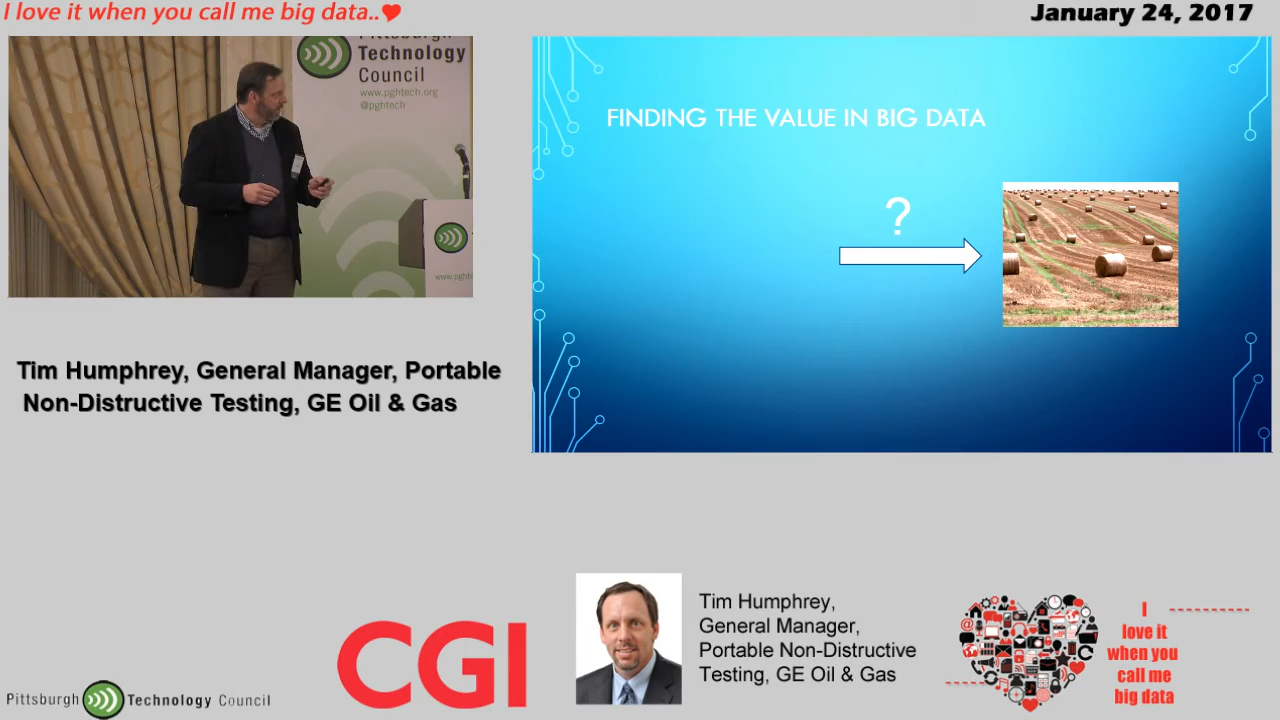 I love it when you call me big data..
January 24, 2017
Pittsburgh
Technology
Council
www.pghtech.org
@pghtech
FINDING THE VALUE IN BIG DATA
?
Tim Humphrey, General Manager, Portable
Non-Distructive Testing, GE Oil & Gas
Tim Humphrey,
General Manager,
Portable Non-Distructive
Testing, GE Oil & Gas
CGI
Pittsburgh Technology Council
I
love it
when you
call me
big data